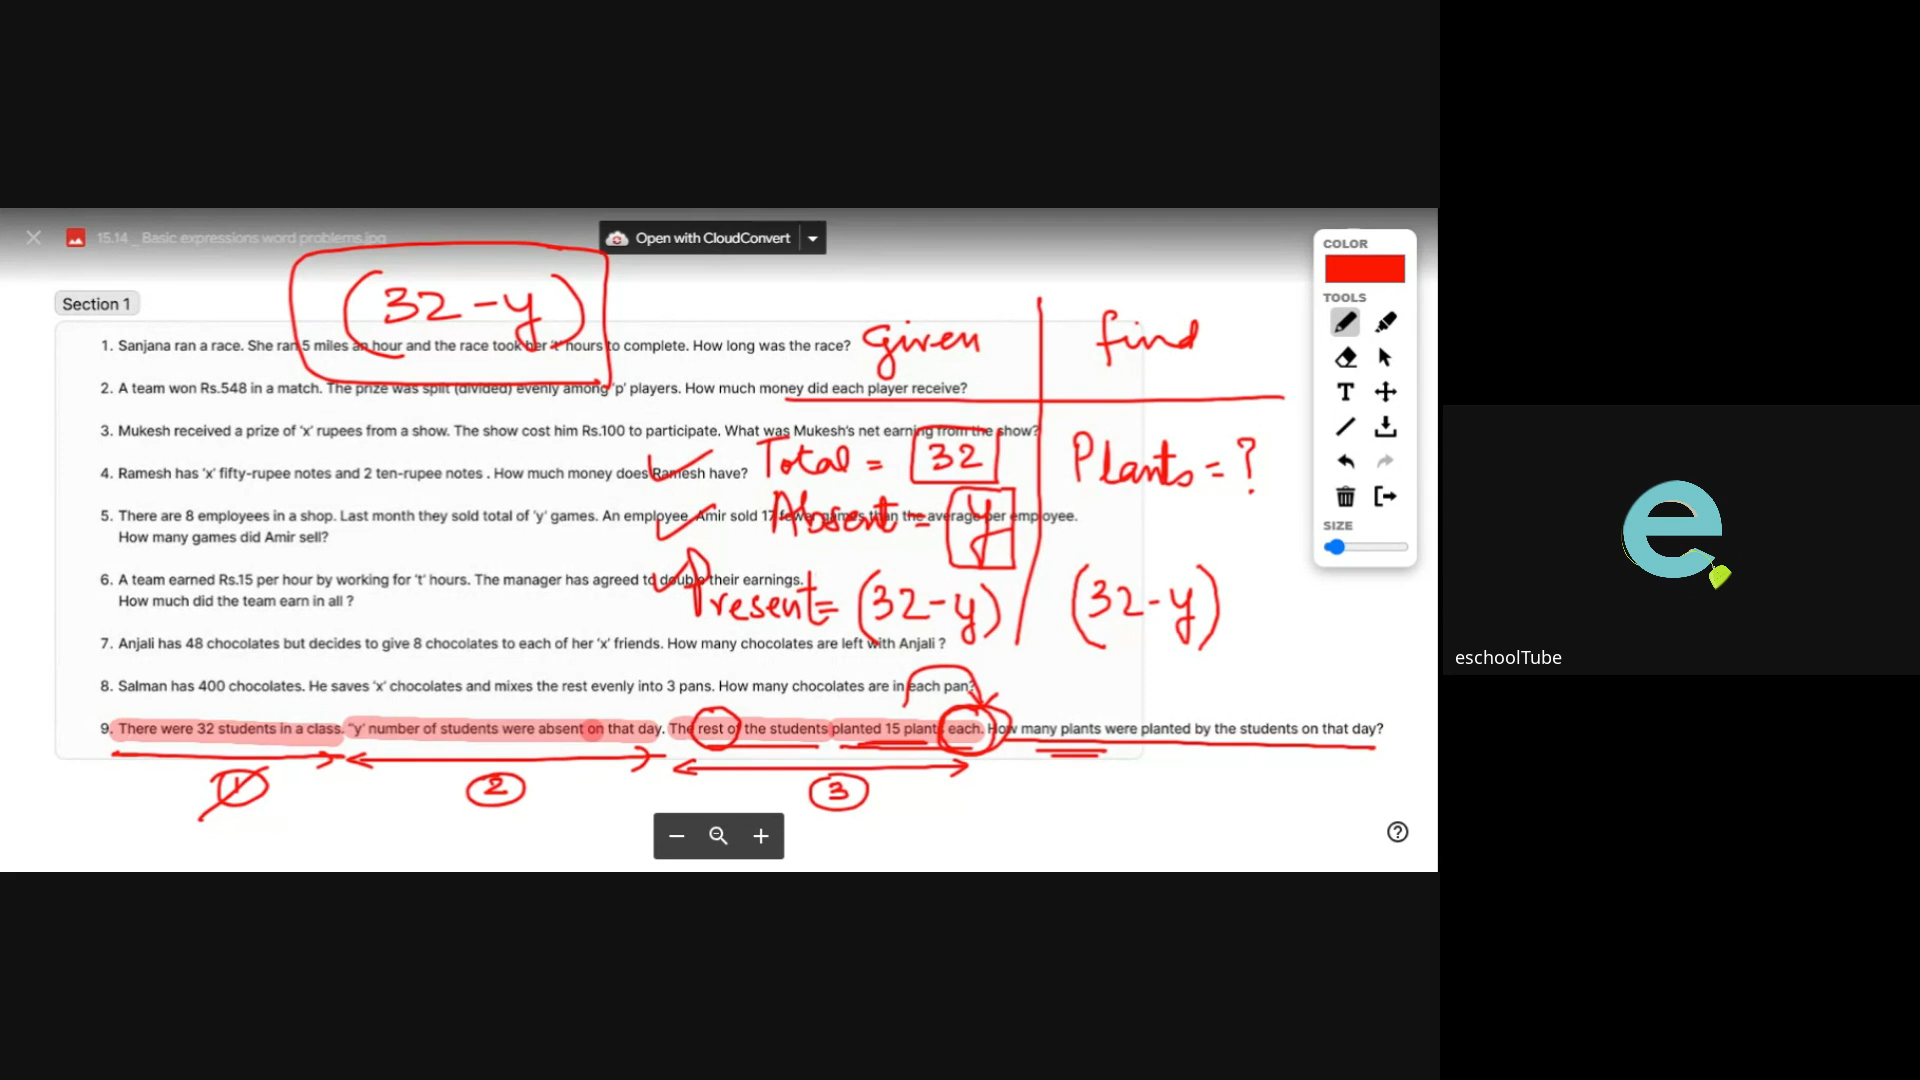 15.14 _ Basic expressions word problems.jpg
Open with CloudConvert
COLOR
TOOLS
T
SIZE
Section 1
(32-y)
given
find
1. Sanjana ran a race. She ran 5 miles an hour and the race took her 't' hours to complete. How long was the race?
2. A team won Rs.548 in a match. The prize was split (divided) evenly among 'p' players. How much money did each player receive?
3. Mukesh received a prize of 'x' rupees from a show. The show cost him Rs.100 to participate. What was Mukesh's net earning from the show?
Total = 32
Plants = ?
4. Ramesh has 'x' fifty-rupee notes and 2 ten-rupee notes . How much money does Ramesh have?
Absent = y
5. There are 8 employees in a shop. Last month they sold total of 'y' games. An employee, Amir sold 17 fewer games than the average per employee.
How many games did Amir sell?
6. A team earned Rs.15 per hour by working for 't' hours. The manager has agreed to double their earnings.
How much did the team earn in all ?
Present = (32-y)
(32-y)
7. Anjali has 48 chocolates but decides to give 8 chocolates to each of her 'x' friends. How many chocolates are left with Anjali ?
8. Salman has 400 chocolates. He saves 'x' chocolates and mixes the rest evenly into 3 pans. How many chocolates are in each pan?
9. There were 32 students in a class. "y' number of students were absent on that day. The rest of the students planted 15 plants each. How many plants were planted by the students on that day?
1
2
3
e
eschoolTube